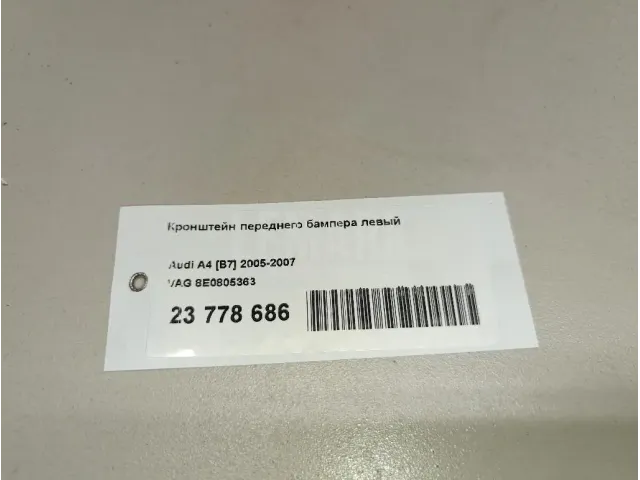 Кронштейн переднего бампера левый
Audi A4 [B7] 2005-2007
VAG 8E0805363
23 778 686